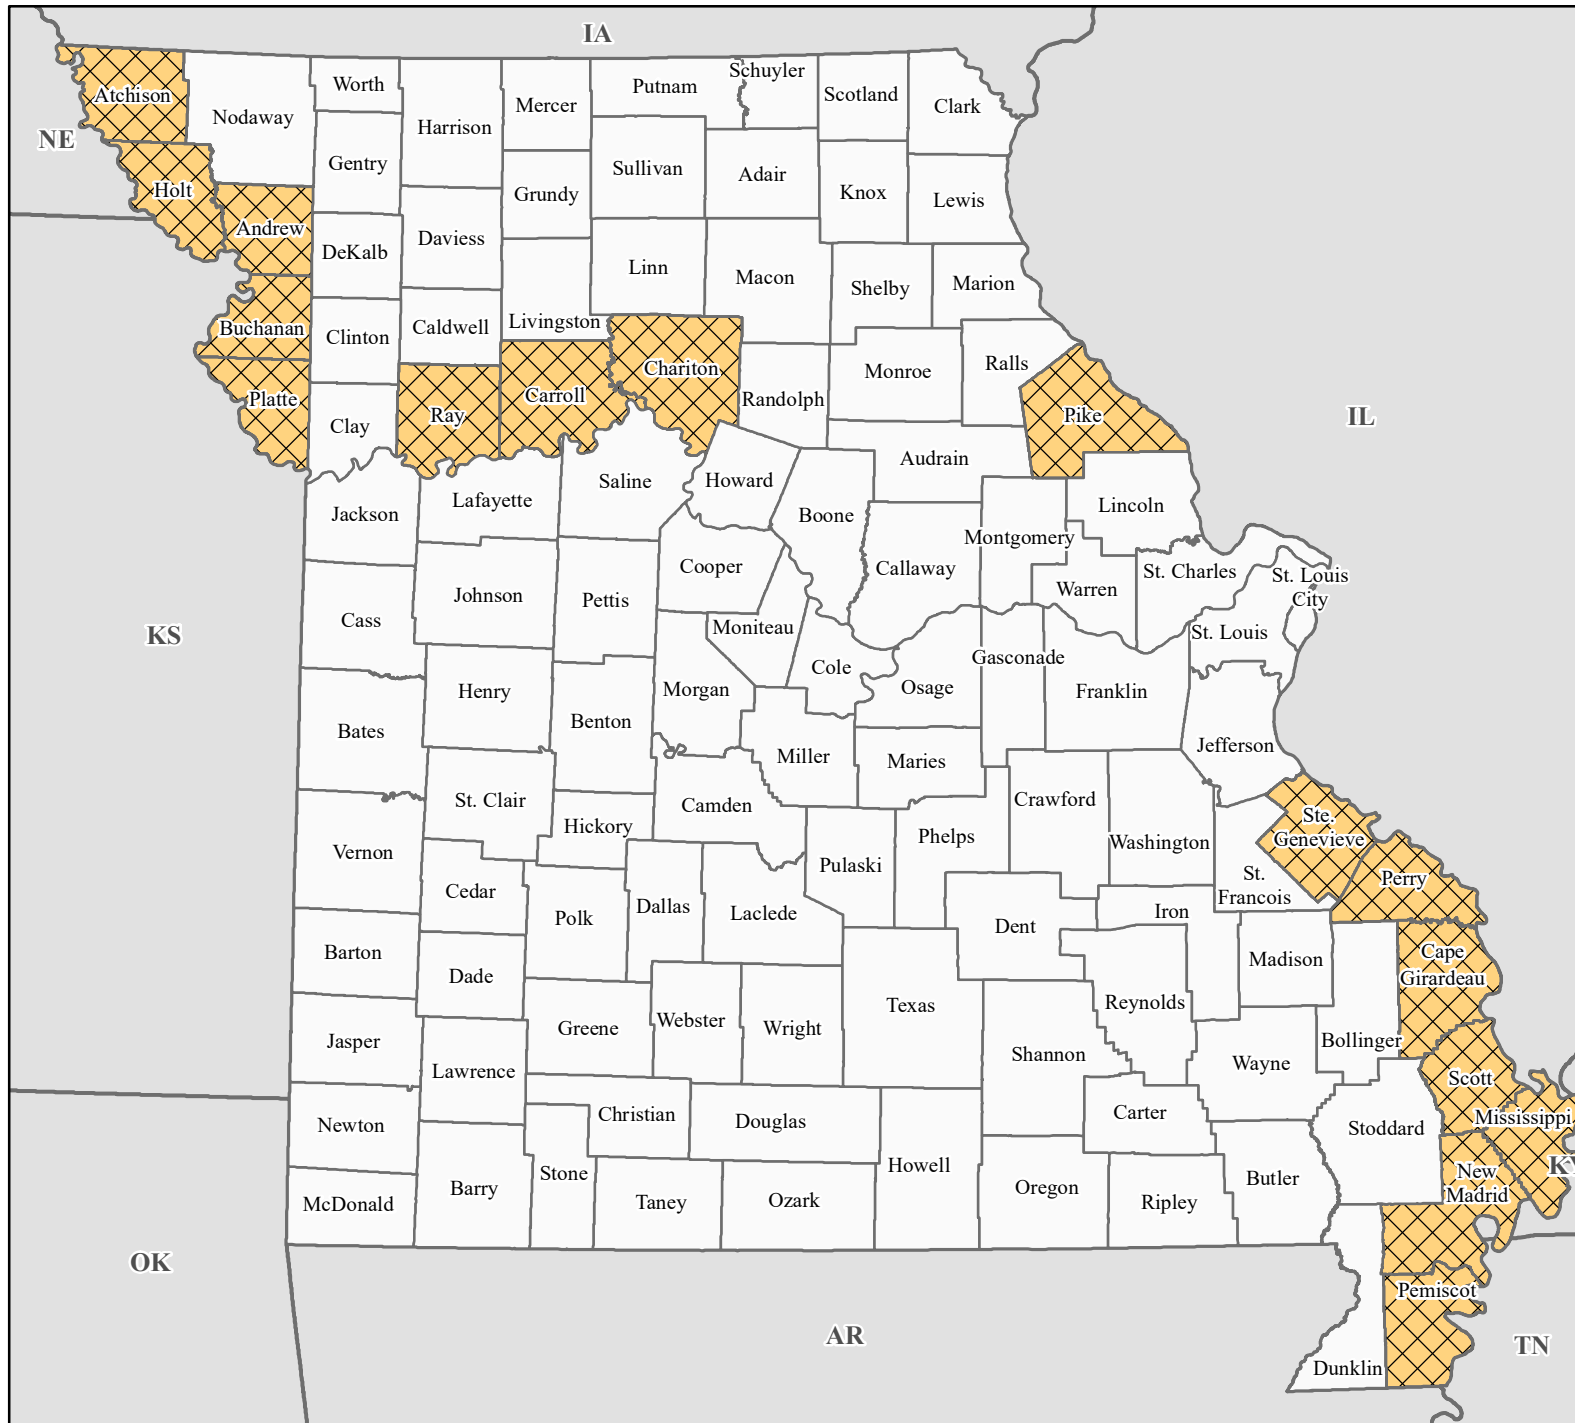 IA
Schuyler
Worth
Putnam
Atchison
Scotland
Mercer
Clark
Nodaway
Harrison
NE
Gentry
Sullivan
Adair
Holt
Grundy
Knox
Lewis
Andrew
Daviess
DeKalb
Linn
Macon
Shelby
Marion
Buchanan
Livingston
Caldwell
Clinton
Chariton
Ralls
Monroe
Carroll
Platte
Randolph
Ray
Pike
IL
Clay
Audrain
Saline
Howard
Lafayette
Lincoln
Jackson
Boone
Montgomery
Cooper
Callaway
St. Charles
St. Louis
City
Warren
Johnson
Pettis
Cass
Moniteau
KS
St. Louis
Gasconade
Cole
Henry
Morgan
Osage
Franklin
Benton
Bates
Jefferson
Miller
Maries
St. Clair
Camden
Crawford
Ste.
Genevieve
Hickory
Phelps
Washington
Vernon
Pulaski
St.
Francois
Perry
Cedar
Dallas
Laclede
Iron
Polk
Dent
Barton
Cape
Girardeau
Madison
Dade
Reynolds
Texas
Webster
Greene
Wright
Jasper
Bollinger
Shannon
Wayne
Lawrence
Scott
Christian
Carter
Mississippi
Douglas
Newton
Stoddard
Howell
KY
Stone
New
Madrid
Butler
Barry
Oregon
Taney
Ozark
Ripley
McDonald
OK
Pemiscot
AR
TN
Dunklin